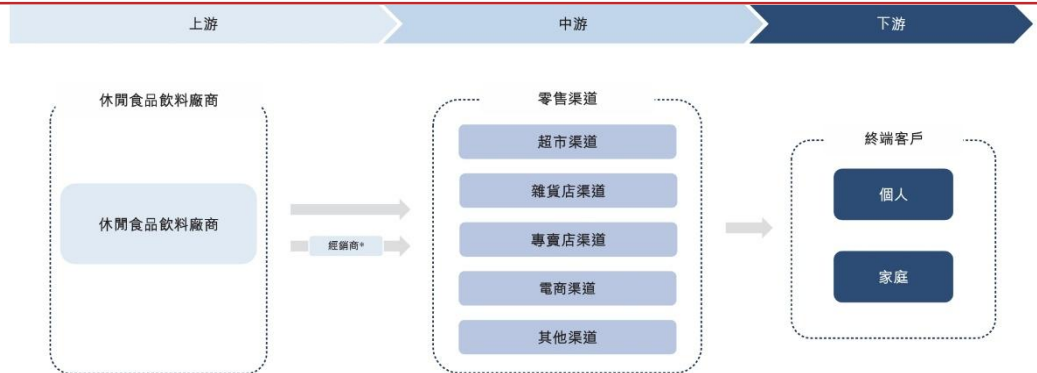 上游
中游
下游
休閒食品飲料廠商
休閒食品飲料廠商
經銷商*
零售渠道
超市渠道
雜貨店渠道
專賣店渠道
電商渠道
其他渠道
終端客戶
個人
家庭